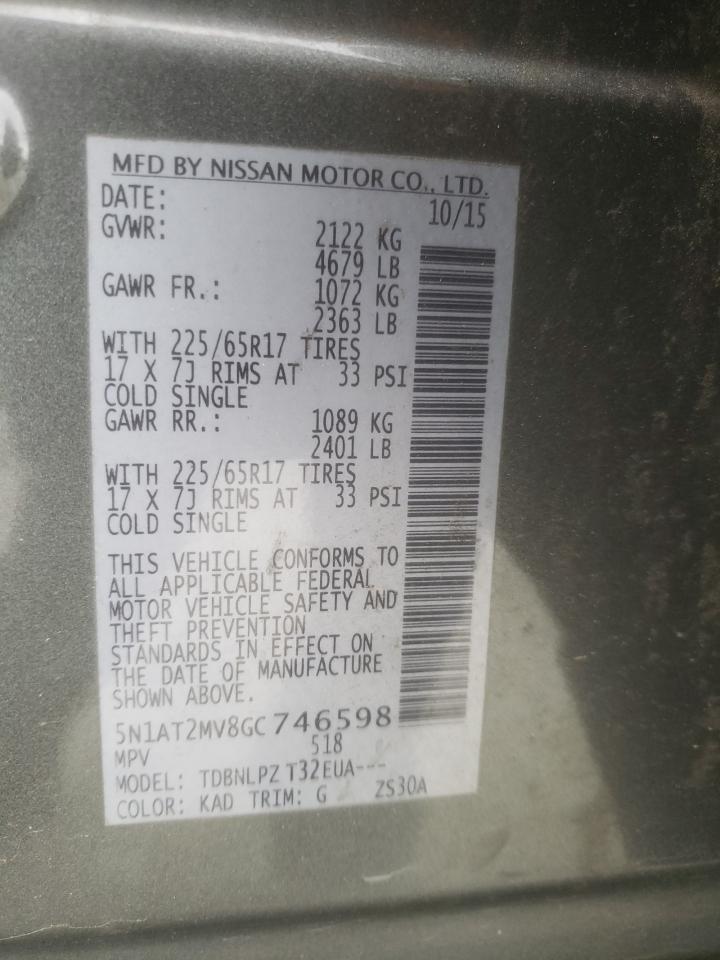 MFD BY NISSAN MOTOR CO., LTD.
DATE: 10/15
GVWR: 2122 KG
4679 LB
GAWR FR.: 1072 KG
2363 LB
WITH 225/65R17 TIRES
17 X 7J RIMS AT 33 PSI
COLD SINGLE
GAWR RR.: 1089 KG
2401 LB
WITH 225/65R17 TIRES
17 X 7J RIMS AT 33 PSI
COLD SINGLE
THIS VEHICLE CONFORMS TO
ALL APPLICABLE FEDERAL
MOTOR VEHICLE SAFETY AND
THEFT PREVENTION
STANDARDS IN EFFECT ON
THE DATE OF MANUFACTURE
SHOWN ABOVE.
5N1AT2MV8GC746598
MPV 518
MODEL: TDBNLPZ T32EUA---
COLOR: KAD TRIM: G ZS30A